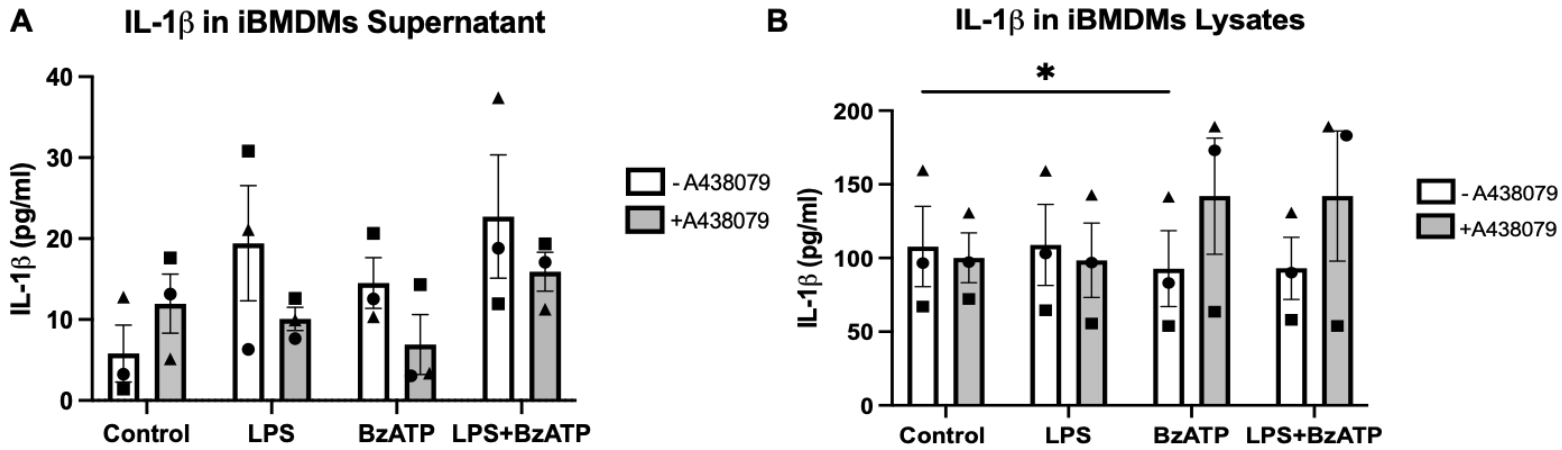 A
IL-1β in iBMDMs Supernatant
IL-1β (pg/ml)
40
30
20
10
0
Control
LPS
BzATP
LPS+BzATP
- A438079
+A438079
B
IL-1β in iBMDMs Lysates
*
IL-1β (pg/ml)
200
150
100
50
0
Control
LPS
BzATP
LPS+BzATP
- A438079
+A438079